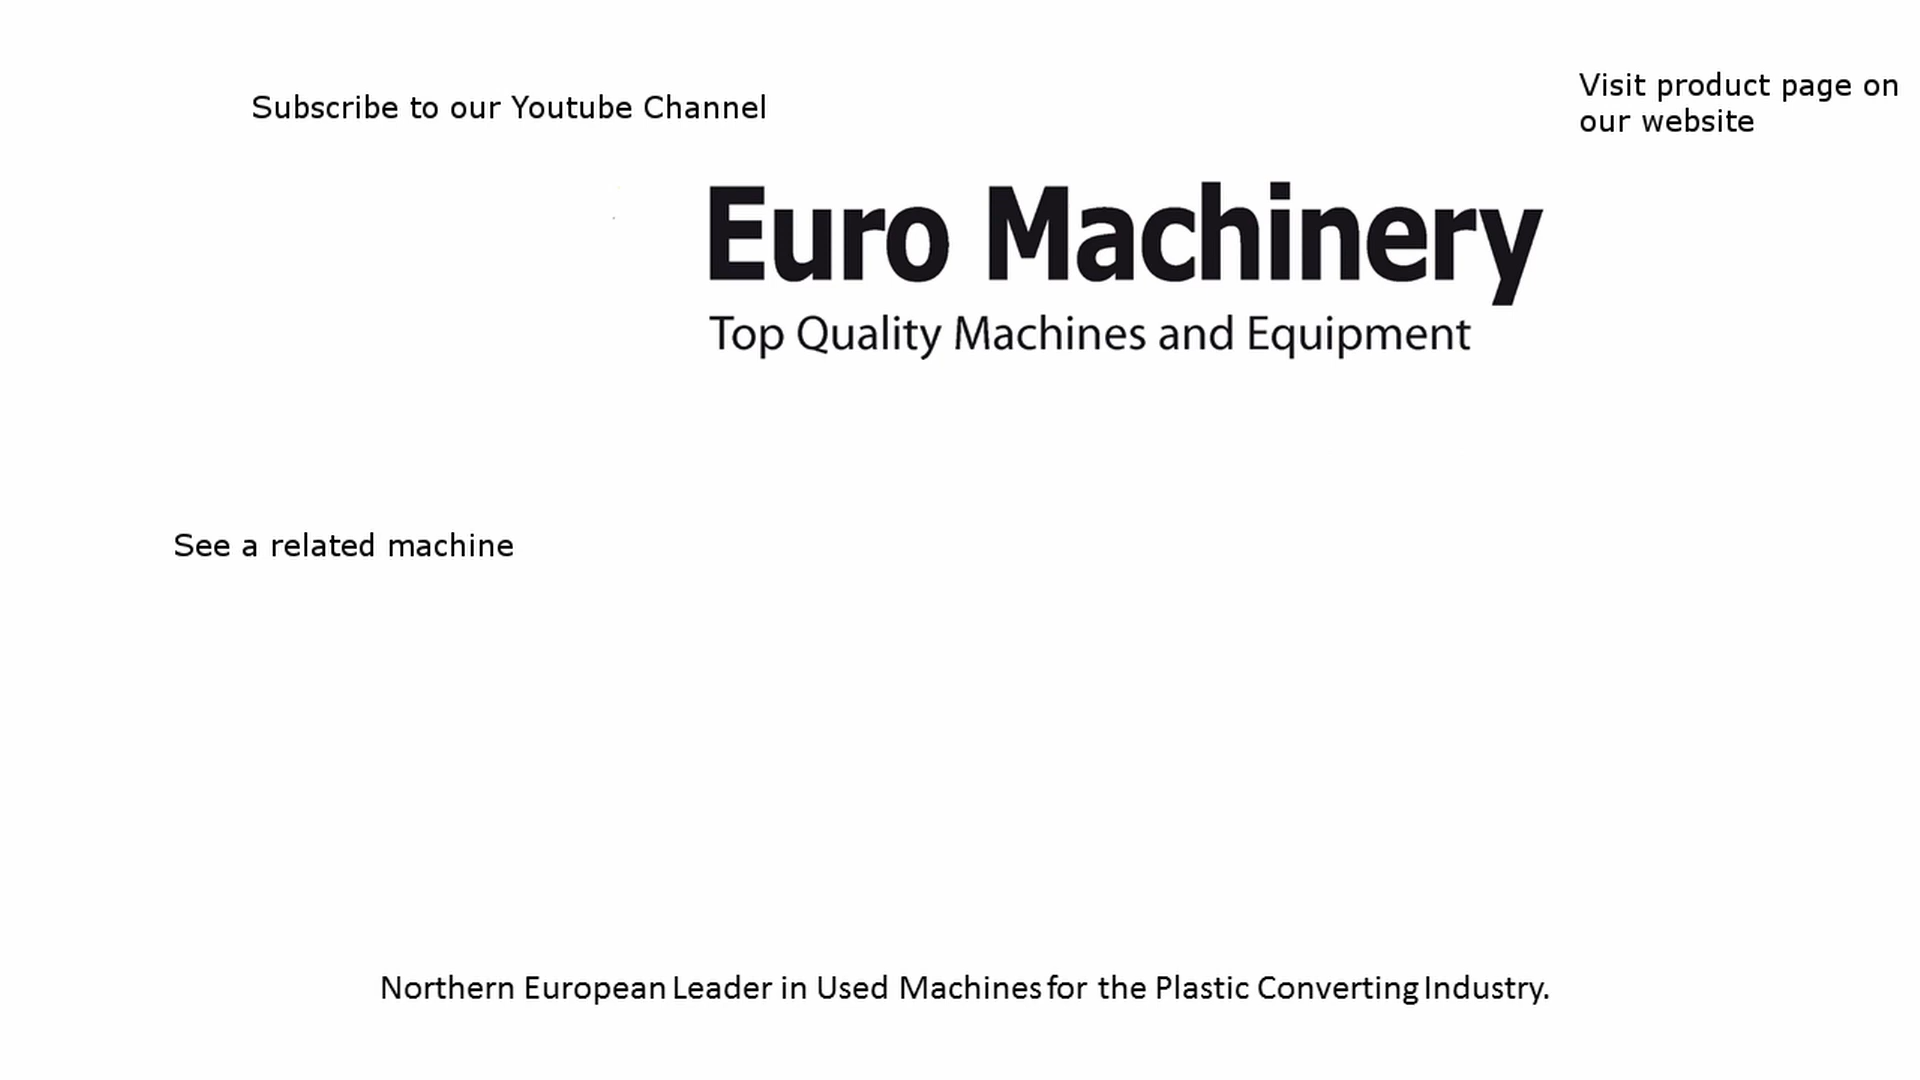 Subscribe to our Youtube Channel
Visit product page on
our website
Euro Machinery
Top Quality Machines and Equipment
See a related machine
Northern European Leader in Used Machines for the Plastic Converting Industry.